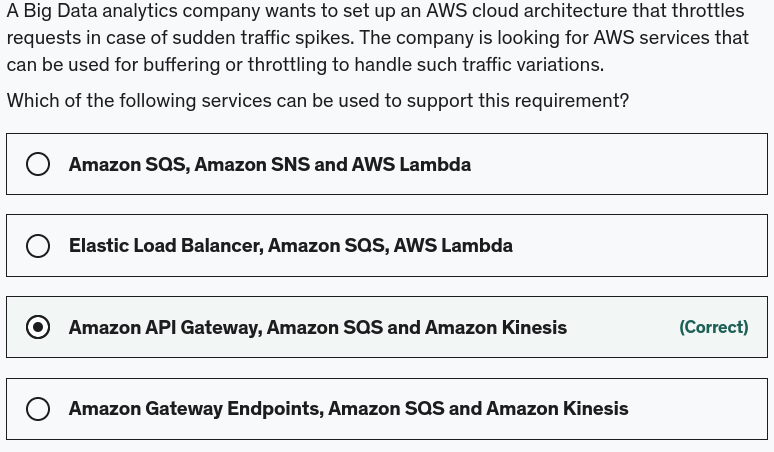 A Big Data analytics company wants to set up an AWS cloud architecture that throttles
requests in case of sudden traffic spikes. The company is looking for AWS services that
can be used for buffering or throttling to handle such traffic variations.
Which of the following services can be used to support this requirement?
Amazon SQS, Amazon SNS and AWS Lambda
Elastic Load Balancer, Amazon SQS, AWS Lambda
Amazon API Gateway, Amazon SQS and Amazon Kinesis (Correct)
Amazon Gateway Endpoints, Amazon SQS and Amazon Kinesis